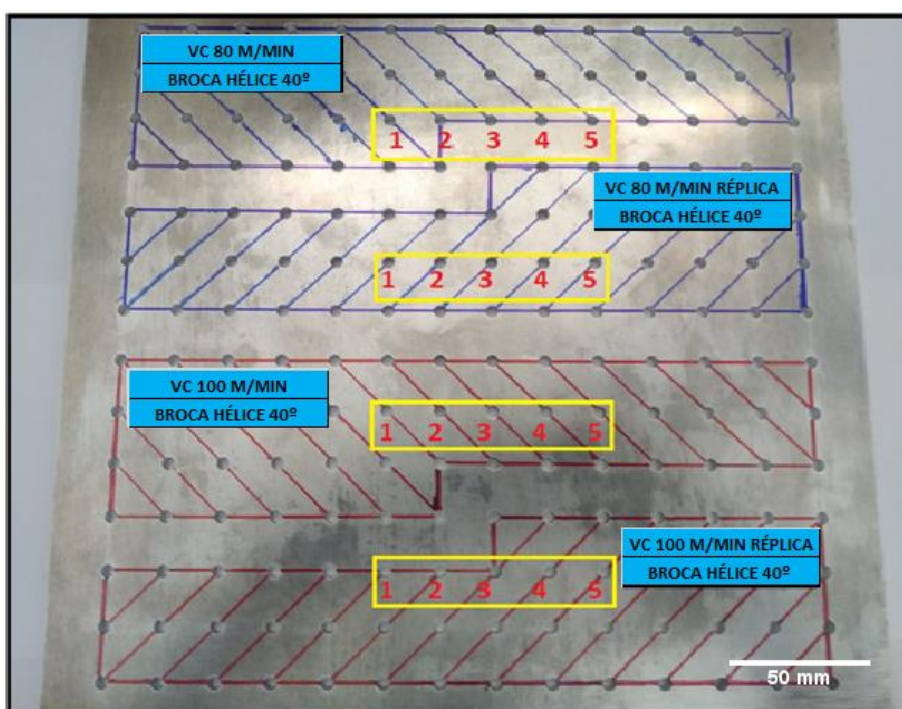 VC 80 M/MIN
BROCA HÉLICE 40º
1 2 3 4 5
VC 80 M/MIN RÉPLICA
BROCA HÉLICE 40º
1 2 3 4 5
VC 100 M/MIN
BROCA HÉLICE 40º
1 2 3 4 5
VC 100 M/MIN RÉPLICA
BROCA HÉLICE 40º
1 2 3 4 5
50 mm